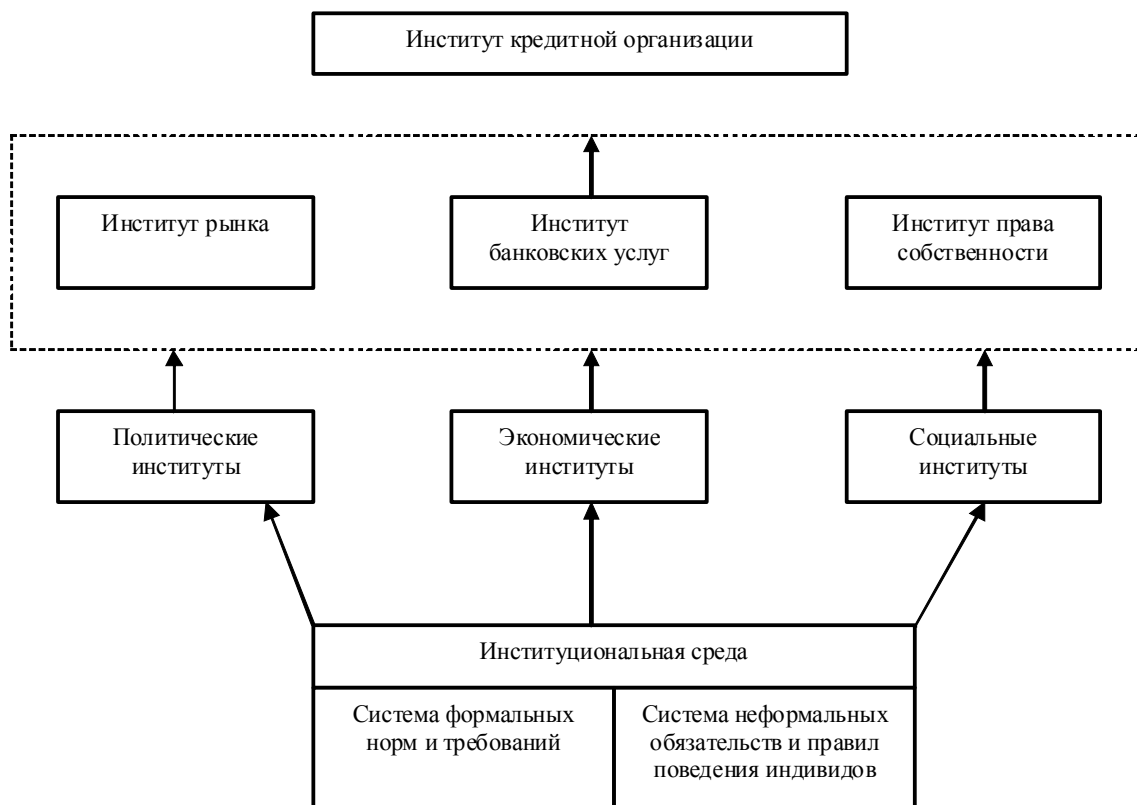 Институт кредитной организации
Институт рынка
Институт
банковских услуг
Институт права
собственности
Политические
институты
Экономические
институты
Социальные
институты
Институциональная среда
Система формальных
норм и требований
Система неформальных
обязательств и правил
поведения индивидов